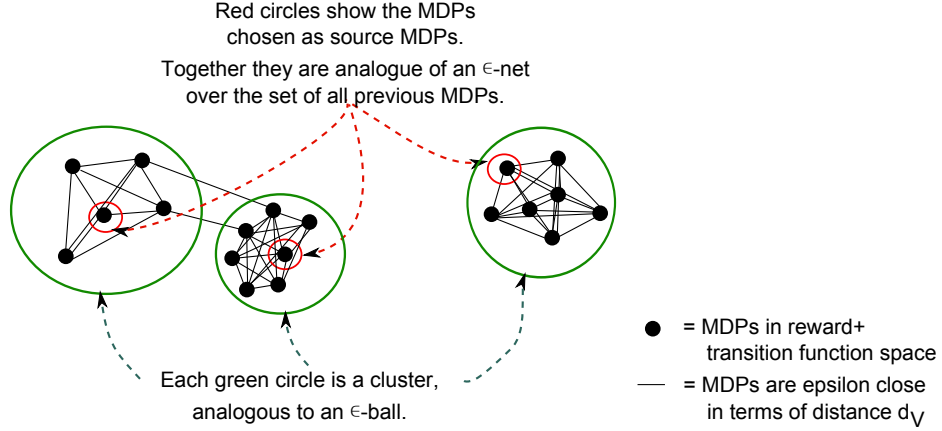 Red circles show the MDPs
chosen as source MDPs.
Together they are analogue of an ϵ-net
over the set of all previous MDPs.
Each green circle is a cluster,
analogous to an ϵ-ball.
= MDPs in reward+
transition function space
= MDPs are epsilon close
in terms of distance d_V